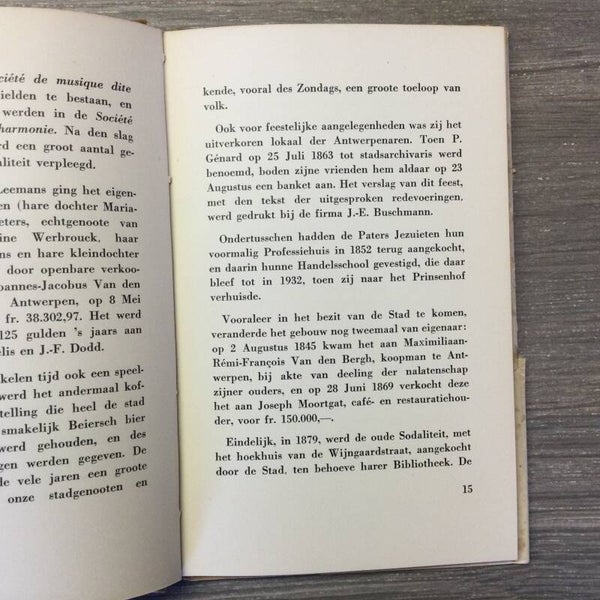 ciété de musique dite
ielden te bestaan, en
werden in de Société
harmonie. Na den slag
rd een groot aantal ge-
aliteit verpleegd.
Leemans ging het eigen-
en (hare dochter Maria-
eters, echtgenoote van
ine Werbrouck, haar
ns en hare kleindochter
door openbare verkoo-
oannes-Jacobus Van den
Antwerpen, op 8 Mei
fr. 38.302,97. Het werd
125 gulden 's jaars aan
elis en J.-F. Dodd.
kelen tijd ook een speel-
werd het andermaal kof-
telling die heel de stad
smakelijk Beiersch bier
werd gehouden, en des
gen werden gegeven. De
de vele jaren een groote
onze stadgenooten en
kende, vooral des Zondags, een groote toeloop van
volk.
Ook voor feestelijke aangelegenheden was zij het
uitverkoren lokaal der Antwerpenaren. Toen P.
Génard op 25 Juli 1863 tot stadsarchivaris werd
benoemd, boden zijne vrienden hem aldaar op 23
Augustus een banket aan. Het verslag van dit feest,
met den tekst der uitgesproken redevoeringen,
werd gedrukt bij de firma J.-E. Buschmann.
Ondertusschen hadden de Paters Jezuieten hun
voormalig Professiehuis in 1852 terug aangekocht,
en daarin hunne Handelsschool gevestigd, die daar
bleef tot in 1932, toen zij naar het Prinsenhof
verhuisde.
Vooraleer in het bezit van de Stad te komen,
veranderde het gebouw nog tweemaal van eigenaar:
op 2 Augustus 1845 kwam het aan Maximiliaan-
Rémi-François Van den Bergh, koopman te Ant-
werpen, bij akte van deeling der nalatenschap
zijner ouders, en op 28 Juni 1869 verkocht deze
het aan Joseph Moortgat, café- en restauratiehou-
der, voor fr. 150.000,—.
Eindelijk, in 1879, werd de oude Sodaliteit, met
het hoekhuis van de Wijngaardstraat, aangekocht
door de Stad, ten behoeve harer Bibliotheek. De
15